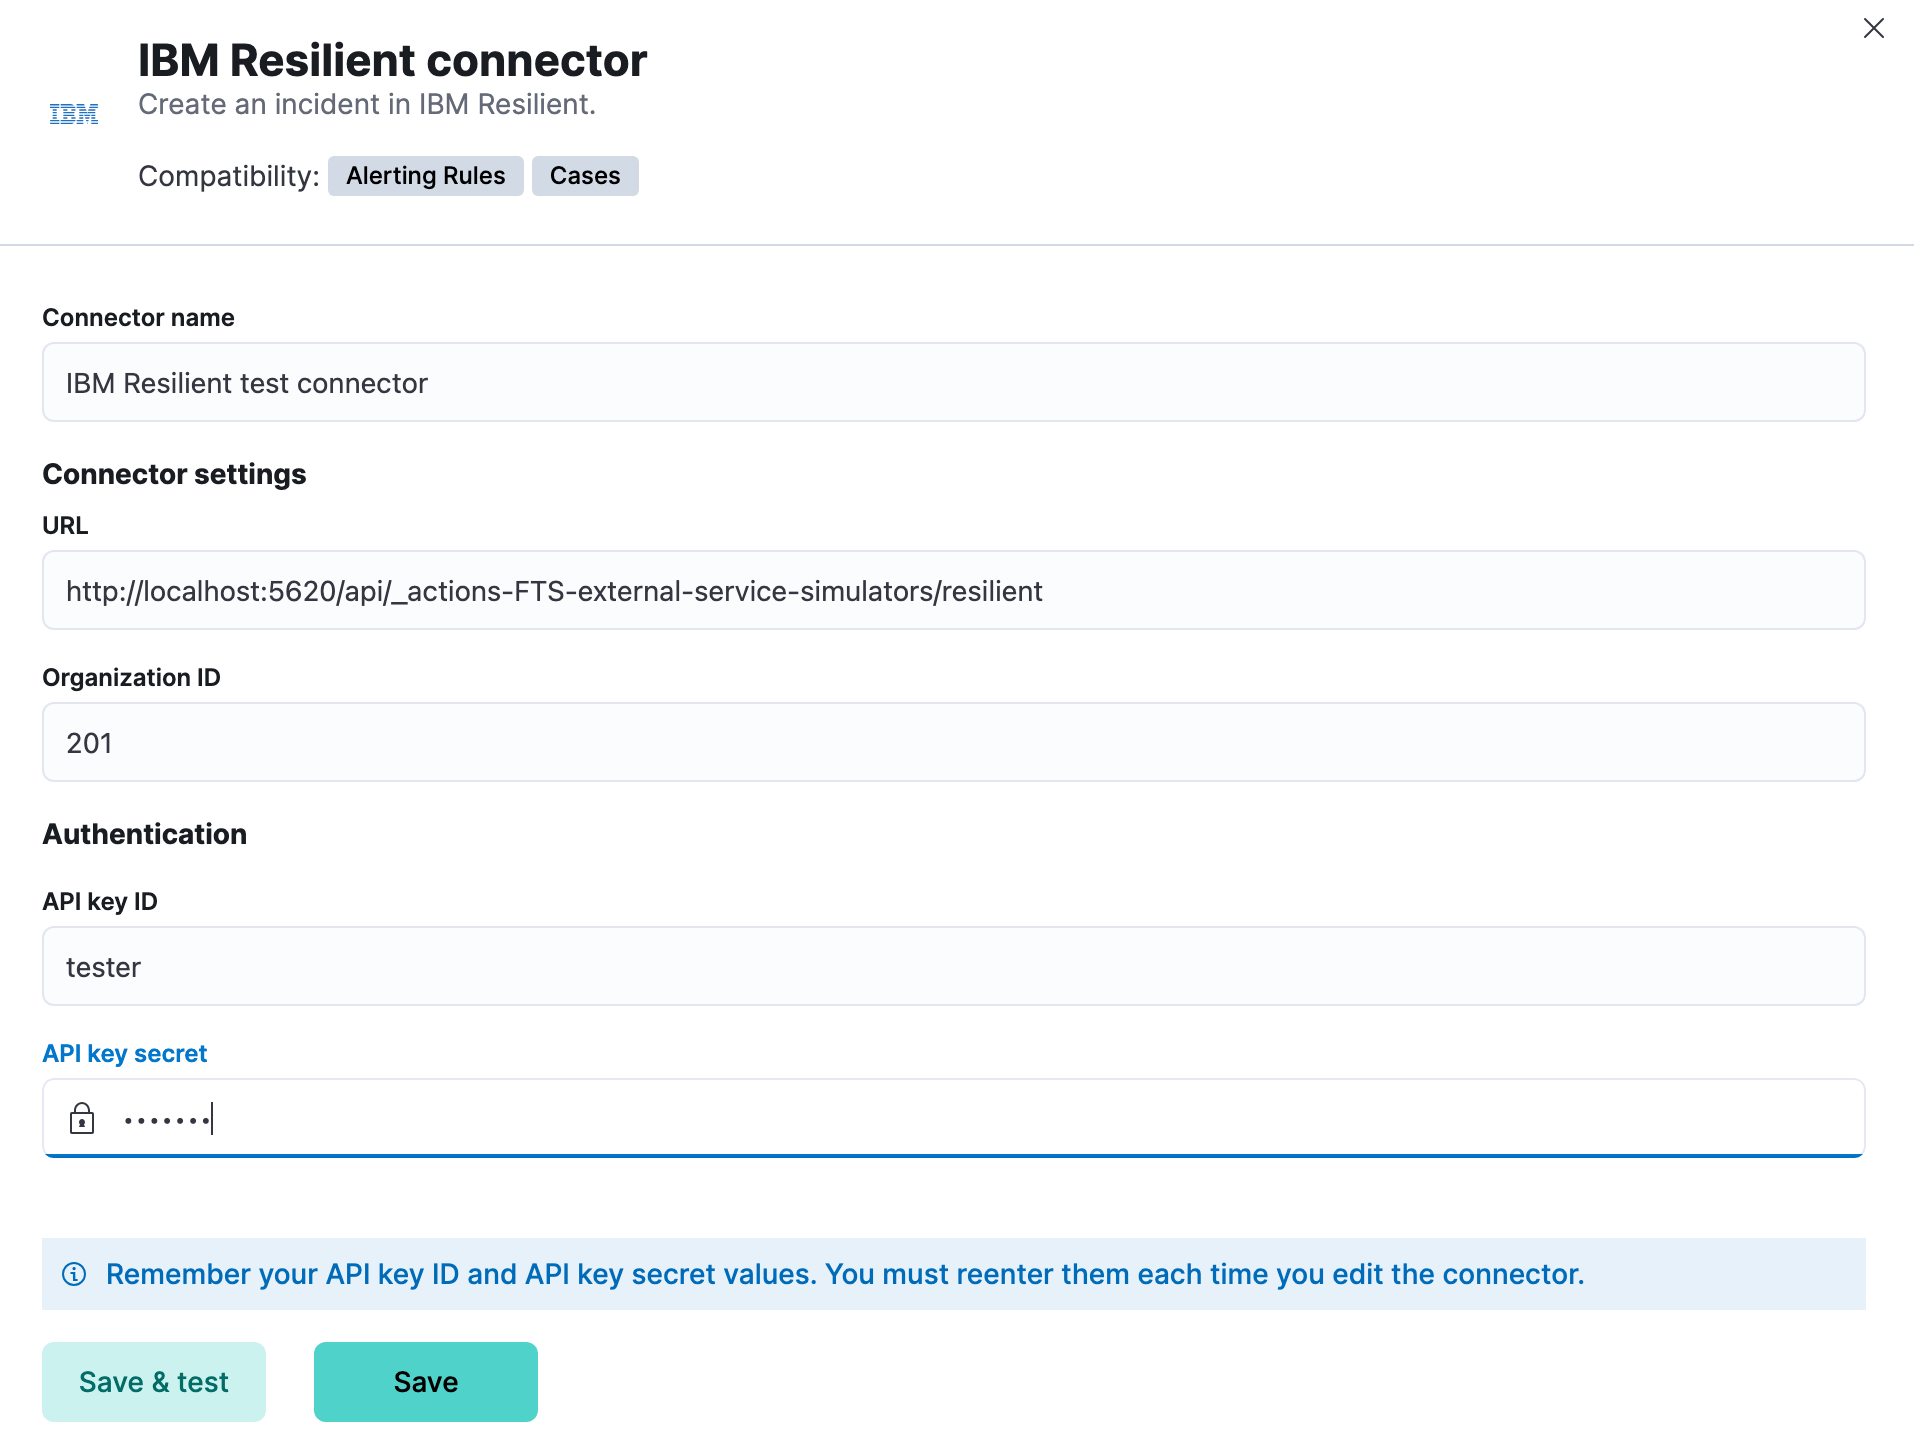 IBM Resilient connector
IBM
Create an incident in IBM Resilient.
Compatibility: Alerting Rules Cases
Connector name
IBM Resilient test connector
Connector settings
URL
http://localhost:5620/api/_actions-FTS-external-service-simulators/resilient
Organization ID
201
Authentication
API key ID
tester
API key secret
•••••••
Remember your API key ID and API key secret values. You must reenter them each time you edit the connector.
Save & test Save